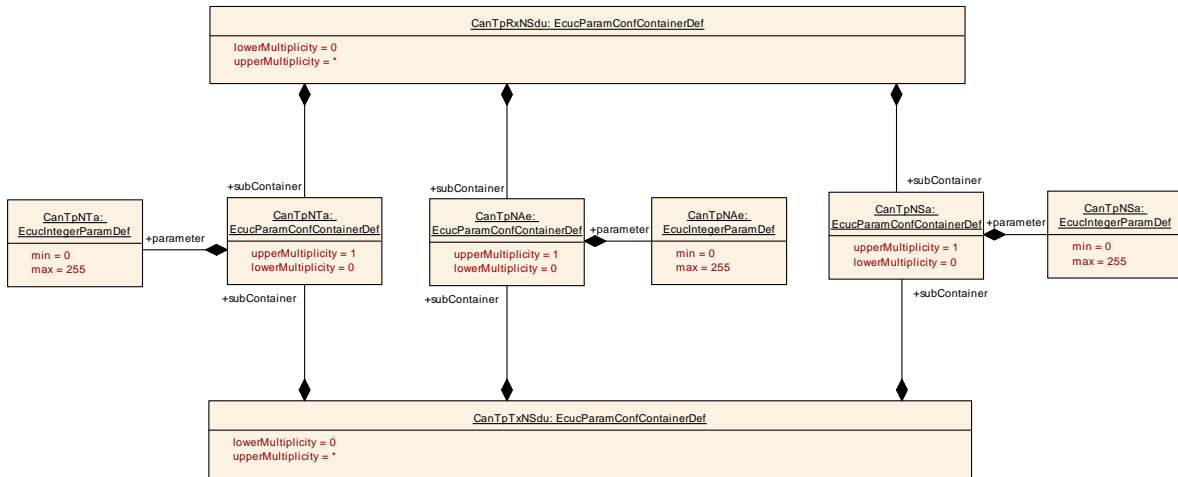 CanTpRxNSdu: EcucParamConfContainerDef
lowerMultiplicity = 0
upperMultiplicity = *
+subContainer
+subContainer
+subContainer
CanTpNTa:
EcucIntegerParamDef
min = 0
max = 255
+parameter
CanTpNTa:
EcucParamConfContainerDef
upperMultiplicity = 1
lowerMultiplicity = 0
CanTpNAe:
EcucParamConfContainerDef
upperMultiplicity = 1
lowerMultiplicity = 0
+parameter
CanTpNAe:
EcucIntegerParamDef
min = 0
max = 255
CanTpNSa:
EcucParamConfContainerDef
upperMultiplicity = 1
lowerMultiplicity = 0
+parameter
CanTpNSa:
EcucIntegerParamDef
min = 0
max = 255
+subContainer
+subContainer
+subContainer
CanTpTxNSdu: EcucParamConfContainerDef
lowerMultiplicity = 0
upperMultiplicity = *